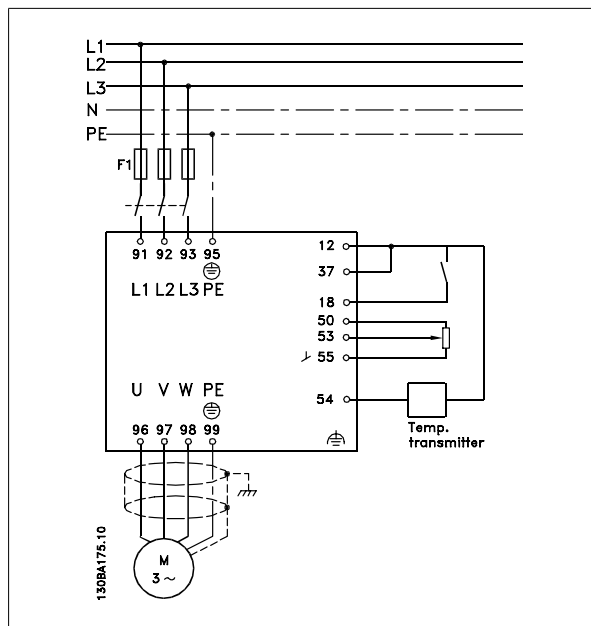 L1
L2
L3
N
PE
F1
91 92 93 95
L1 L2 L3 PE
12
37
18
50
53
55
54
Temp.
transmitter
U V W PE
96 97 98 99
M
3 ~
130BA175.10